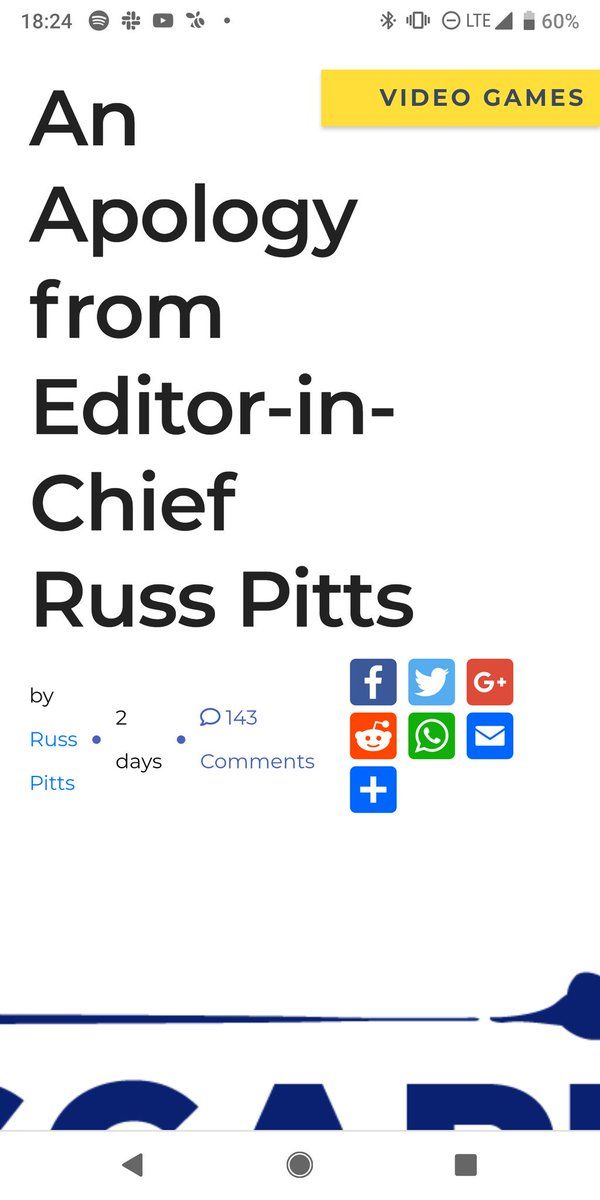 18:24 LTE 60%
VIDEO GAMES
An
Apology
from
Editor-in-
Chief
Russ Pitts
by
Russ
Pitts
2
days
143
Comments
G+